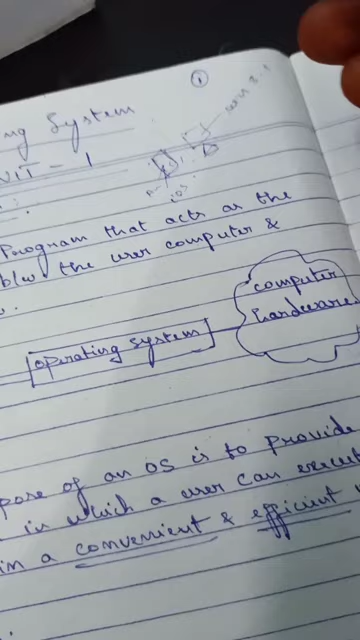 1
ng System
UNIT - 1
Program that acts as the
the user computer &
computer
hardware
operating system
pose of an OS is to provide
in which a user can execute
in a convenient & efficient